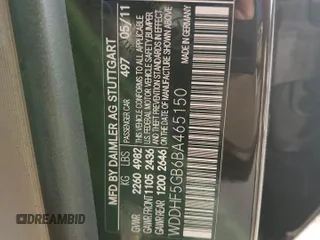 MFD BY DAIMLER AG STUTTGART
PASSENGER CAR 497 05/11
KG LBS
GVWR 2260 4982
GAWR FRONT 1105 2436
GAWR REAR 1200 2646
THIS VEHICLE CONFORMS TO ALL APPLICABLE
U.S. FEDERAL MOTOR VEHICLE SAFETY, BUMPER,
AND THEFT PREVENTION STANDARDS IN EFFECT
ON THE DATE OF MANUFACTURE SHOWN ABOVE.
WDDHF5GB6BA465150
MADE IN GERMANY
DREAMBID